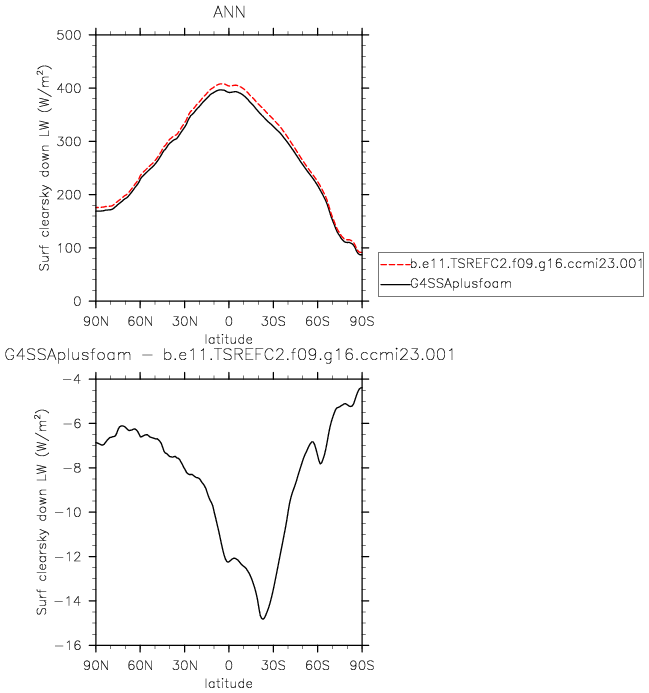 ANN
Surf clearsky down LW (W/m²)
500
400
300
200
100
0
90N 60N 30N 0 30S 60S 90S
latitude
b.e11.TSREFC2.f09.g16.ccmi23.001
G4SSAplusfoam
G4SSAplusfoam − b.e11.TSREFC2.f09.g16.ccmi23.001
Surf clearsky down LW (W/m²)
−4
−6
−8
−10
−12
−14
−16
90N 60N 30N 0 30S 60S 90S
latitude